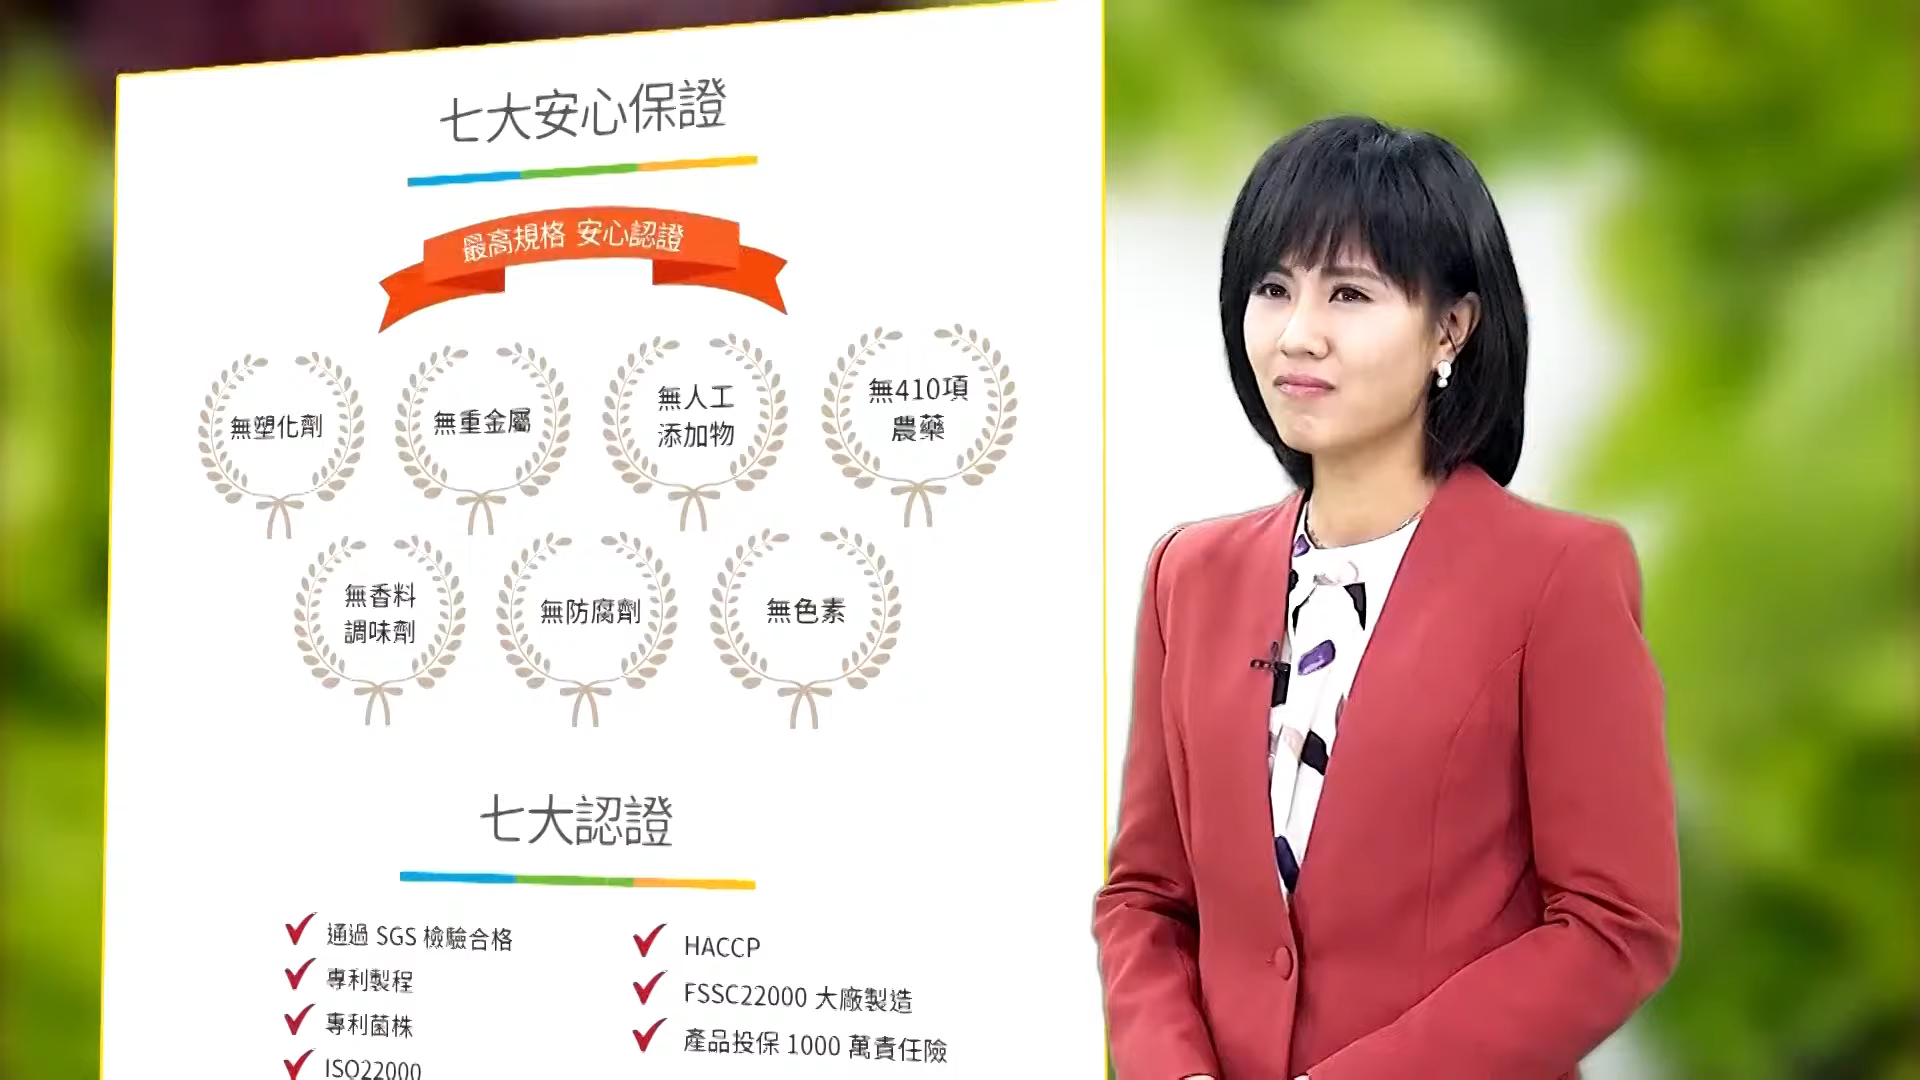 七大安心保證
最高規格 安心認證
無塑化劑
無重金屬
無人工
添加物
無410項
農藥
無香料
調味劑
無防腐劑
無色素
七大認證
通過 SGS 檢驗合格
專利製程
專利菌株
ISO22000
HACCP
FSSC22000 大廠製造
產品投保 1000 萬責任險